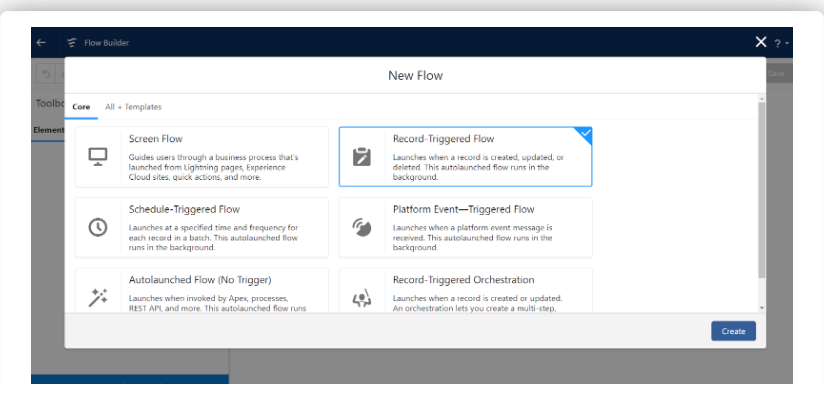 Flow Builder
?
Save
New Flow
Toolbo
Core All + Templates
Element
Screen Flow
Guides users through a business process that's
launched from Lightning pages, Experience
Cloud sites, quick actions, and more.
Record-Triggered Flow
Launches when a record is created, updated, or
deleted. This autolaunched flow runs in the
background.
Schedule-Triggered Flow
Launches at a specified time and frequency for
each record in a batch. This autolaunched flow
runs in the background.
Platform Event—Triggered Flow
Launches when a platform event message is
received. This autolaunched flow runs in the
background.
Autolaunched Flow (No Trigger)
Launches when invoked by Apex, processes,
REST API, and more. This autolaunched flow runs
Record-Triggered Orchestration
Launches when a record is created or updated.
An orchestration lets you create a multi-step,
Create